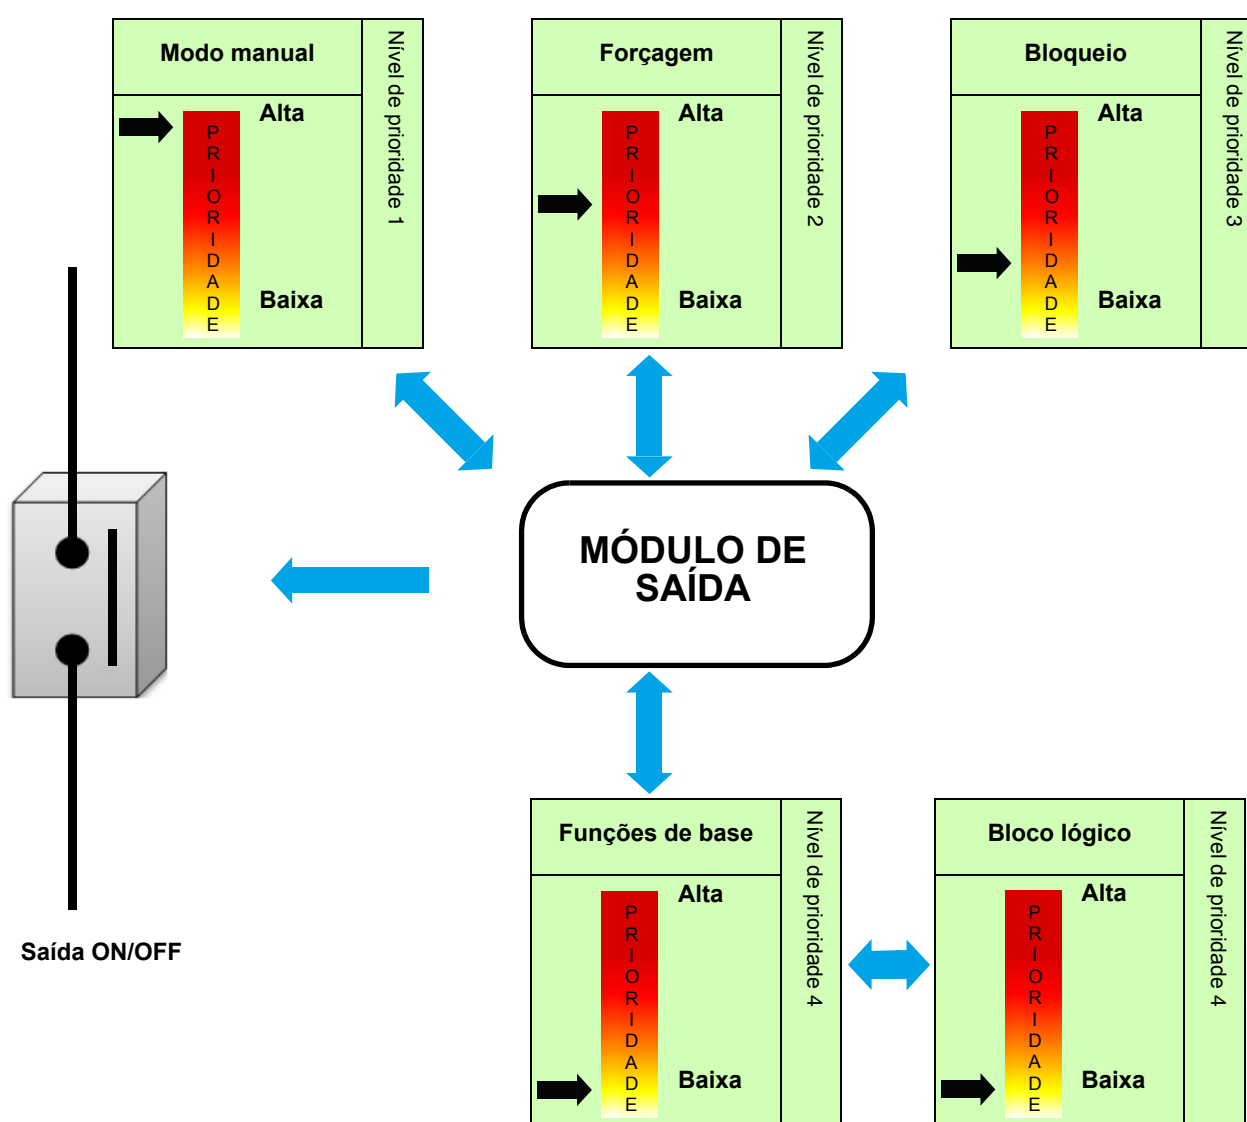 Modo manual
Nível de prioridade 1
Alta
PRIORIDADE
Baixa
Forçagem
Nível de prioridade 2
Alta
PRIORIDADE
Baixa
Bloqueio
Nível de prioridade 3
Alta
PRIORIDADE
Baixa
MÓDULO DE
SAÍDA
Saída ON/OFF
Funções de base
Nível de prioridade 4
Alta
PRIORIDADE
Baixa
Bloco lógico
Nível de prioridade 4
Alta
PRIORIDADE
Baixa